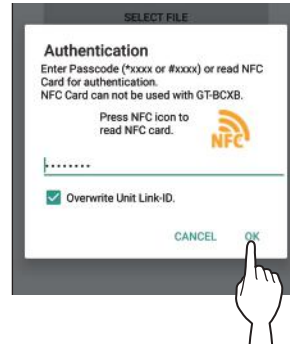 SELECT FILE
Authentication
Enter Passcode (*xxxx or #xxxx) or read NFC
Card for authentication.
NFC Card can not be used with GT-BCXB.
Press NFC icon to
read NFC card.
NFC
········
Overwrite Unit Link-ID.
CANCEL OK